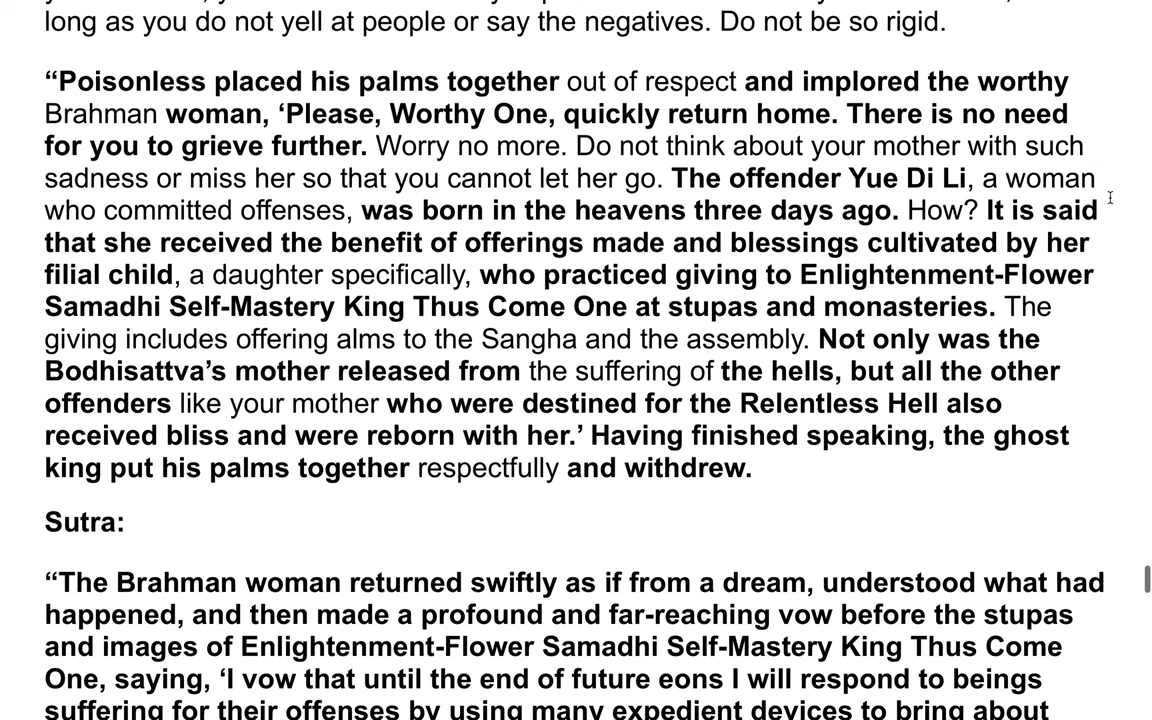 long as you do not yell at people or say the negatives. Do not be so rigid.
“Poisonless placed his palms together out of respect and implored the worthy
Brahman woman, ‘Please, Worthy One, quickly return home. There is no need
for you to grieve further. Worry no more. Do not think about your mother with such
sadness or miss her so that you cannot let her go. The offender Yue Di Li, a woman
who committed offenses, was born in the heavens three days ago. How? It is said
that she received the benefit of offerings made and blessings cultivated by her
filial child, a daughter specifically, who practiced giving to Enlightenment-Flower
Samadhi Self-Mastery King Thus Come One at stupas and monasteries. The
giving includes offering alms to the Sangha and the assembly. Not only was the
Bodhisattva’s mother released from the suffering of the hells, but all the other
offenders like your mother who were destined for the Relentless Hell also
received bliss and were reborn with her.’ Having finished speaking, the ghost
king put his palms together respectfully and withdrew.
Sutra:
“The Brahman woman returned swiftly as if from a dream, understood what had
happened, and then made a profound and far-reaching vow before the stupas
and images of Enlightenment-Flower Samadhi Self-Mastery King Thus Come
One, saying, ‘I vow that until the end of future eons I will respond to beings
suffering for their offenses by using many expedient devices to bring about